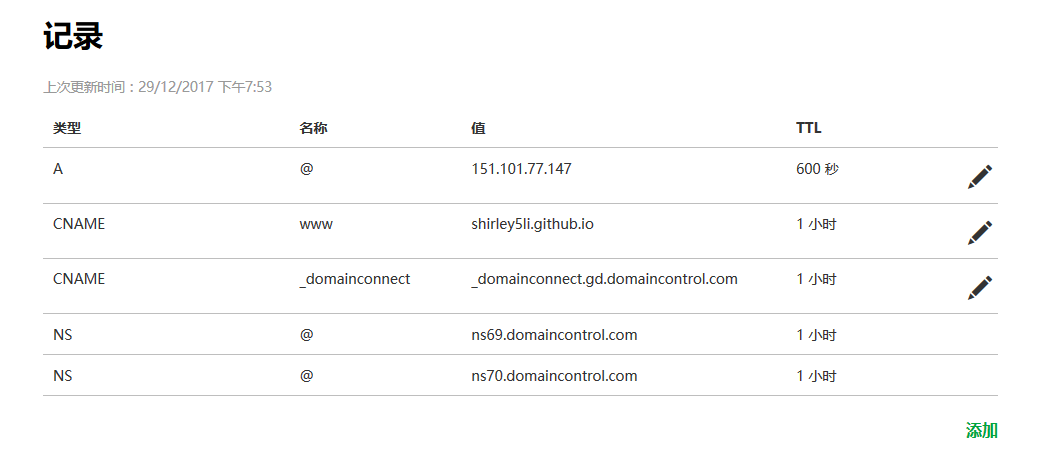 记录
上次更新时间：29/12/2017 下午7:53
类型 名称 值 TTL
A @ 151.101.77.147 600 秒
CNAME www shirley5li.github.io 1 小时
CNAME _domainconnect _domainconnect.gd.domaincontrol.com 1 小时
NS @ ns69.domaincontrol.com 1 小时
NS @ ns70.domaincontrol.com 1 小时
添加